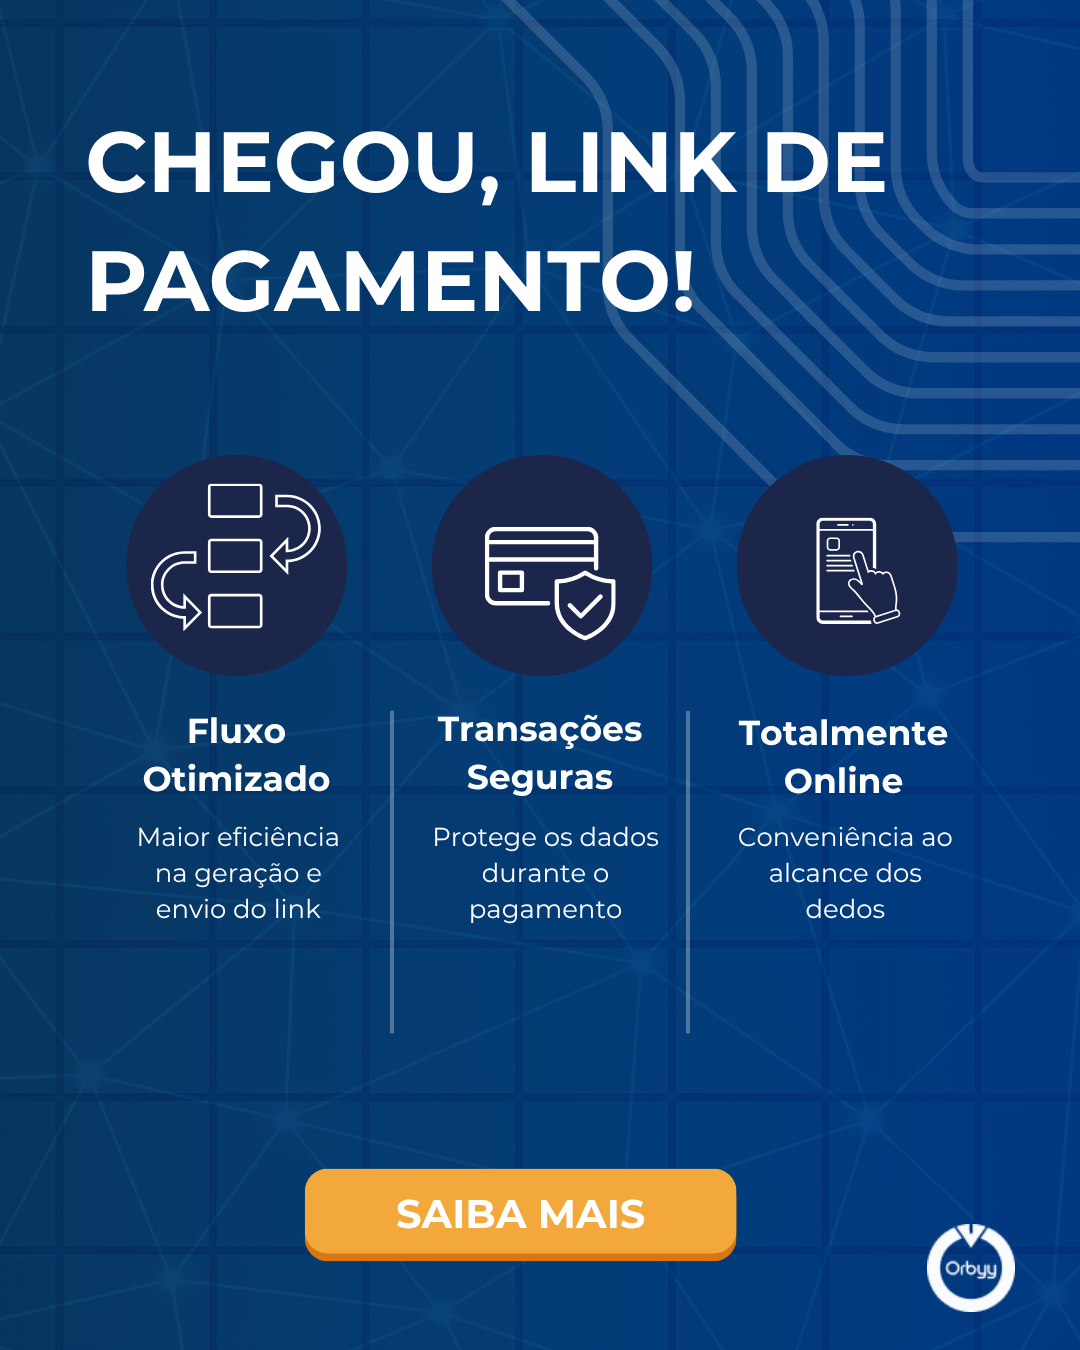 CHEGOU, LINK DE
PAGAMENTO!
Fluxo
Otimizado
Maior eficiência
na geração e
envio do link
Transações
Seguras
Protege os dados
durante o
pagamento
Totalmente
Online
Conveniência ao
alcance dos
dedos
SAIBA MAIS
Orbyy